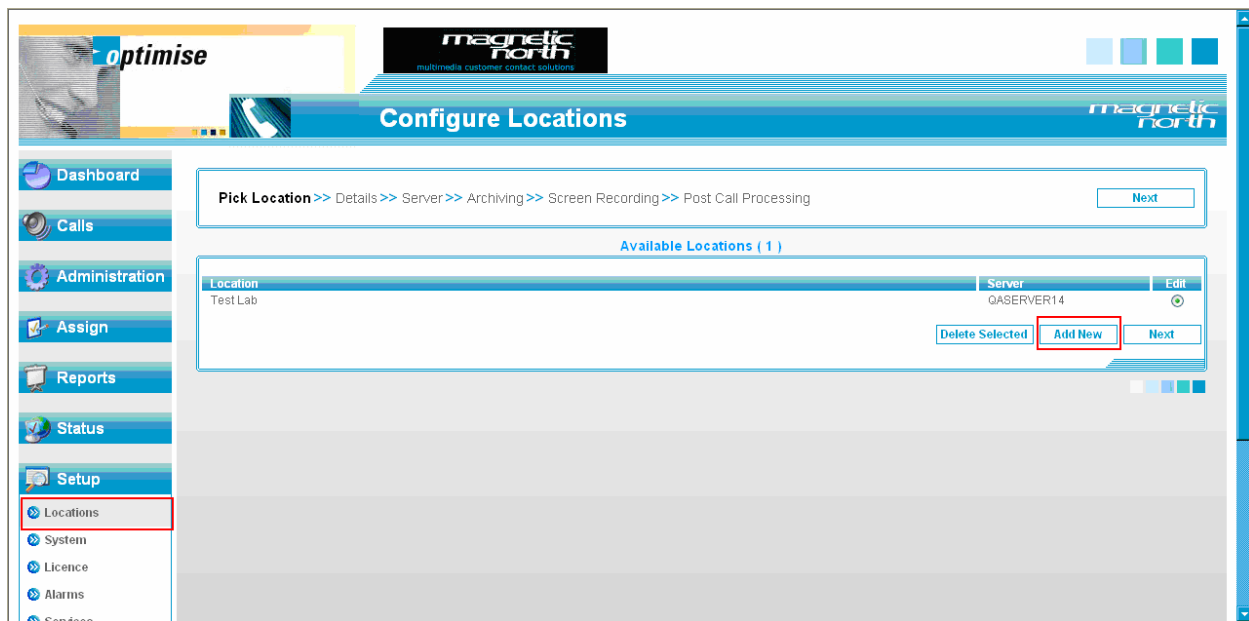 optimise
magnetic north
multimedia customer contact solutions
Configure Locations
magnetic north
Dashboard
Calls
Administration
Assign
Reports
Status
Setup
Locations
System
Licence
Alarms
Services
Pick Location >> Details >> Server >> Archiving >> Screen Recording >> Post Call Processing
Next
Available Locations ( 1 )
Location Server Edit
Test Lab QASERVER14
Delete Selected Add New Next